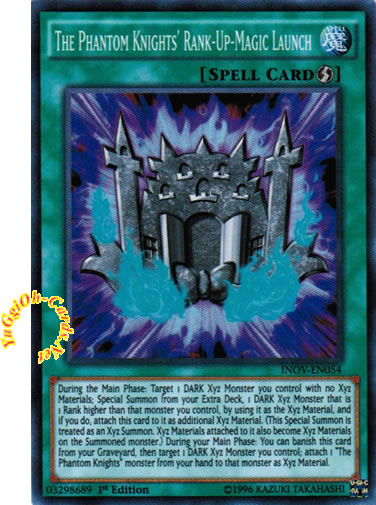 THE PHANTOM KNIGHTS' RANK-UP-MAGIC LAUNCH
[SPELL CARD]
YuGiOh-Cards.Net
INOV-EN054
During the Main Phase: Target 1 DARK Xyz Monster you control with no Xyz
Materials; Special Summon from your Extra Deck, 1 DARK Xyz Monster that is
1 Rank higher than that monster you control, by using it as the Xyz Material, and
if you do, attach this card to it as additional Xyz Material. (This Special Summon is
treated as an Xyz Summon. Xyz Materials attached to it also become Xyz Materials
on the Summoned monster.) During your Main Phase: You can banish this
card from your Graveyard, then target 1 DARK Xyz Monster you control; attach 1 "The
Phantom Knights" monster from your hand to that monster as Xyz Material.
03298689 1st Edition ©1996 KAZUKI TAKAHASHI